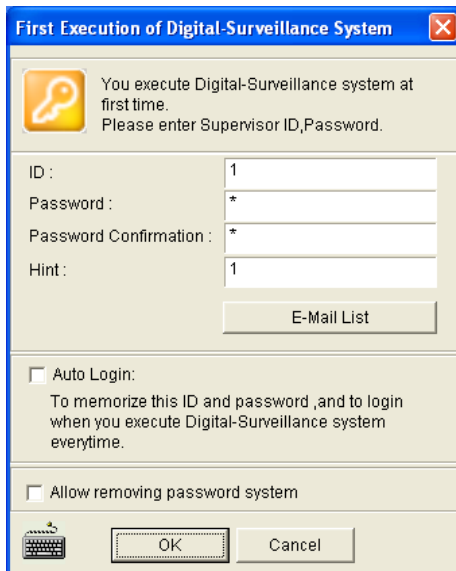 First Execution of Digital-Surveillance System
You execute Digital-Surveillance system at
first time.
Please enter Supervisor ID,Password.
ID : 1
Password : *
Password Confirmation : *
Hint : 1
E-Mail List
Auto Login:
To memorize this ID and password ,and to login
when you execute Digital-Surveillance system
everytime.
Allow removing password system
OK Cancel